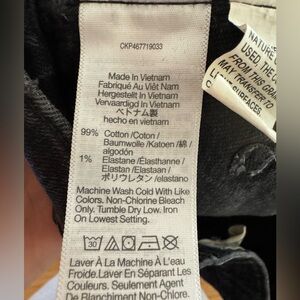 CKP467719033
Made In Vietnam
Fabriqué Au Viêt Nam
Hergestellt In Vietnam
Vervaardigd In Vietnam
ベトナム製
hecho en vietnam
99% Cotton /Coton /
Baumwolle /Katoen /綿 /
algodón
1% Elastane /Élasthanne /
Elastan /Elastaan /
ポリウレタン /elastano
Machine Wash Cold With Like
Colors. Non-Chlorine Bleach
Only. Tumble Dry Low. Iron
On Lowest Setting.
30
Laver À La Machine À L'eau
Froide.Laver En Séparant Les
Couleurs. Seulement Agent
De Blanchiment Non-Chlore.
NATURE
USED THE
FROM THIS GAR
MAY TRANSFER TO
SURFACES.